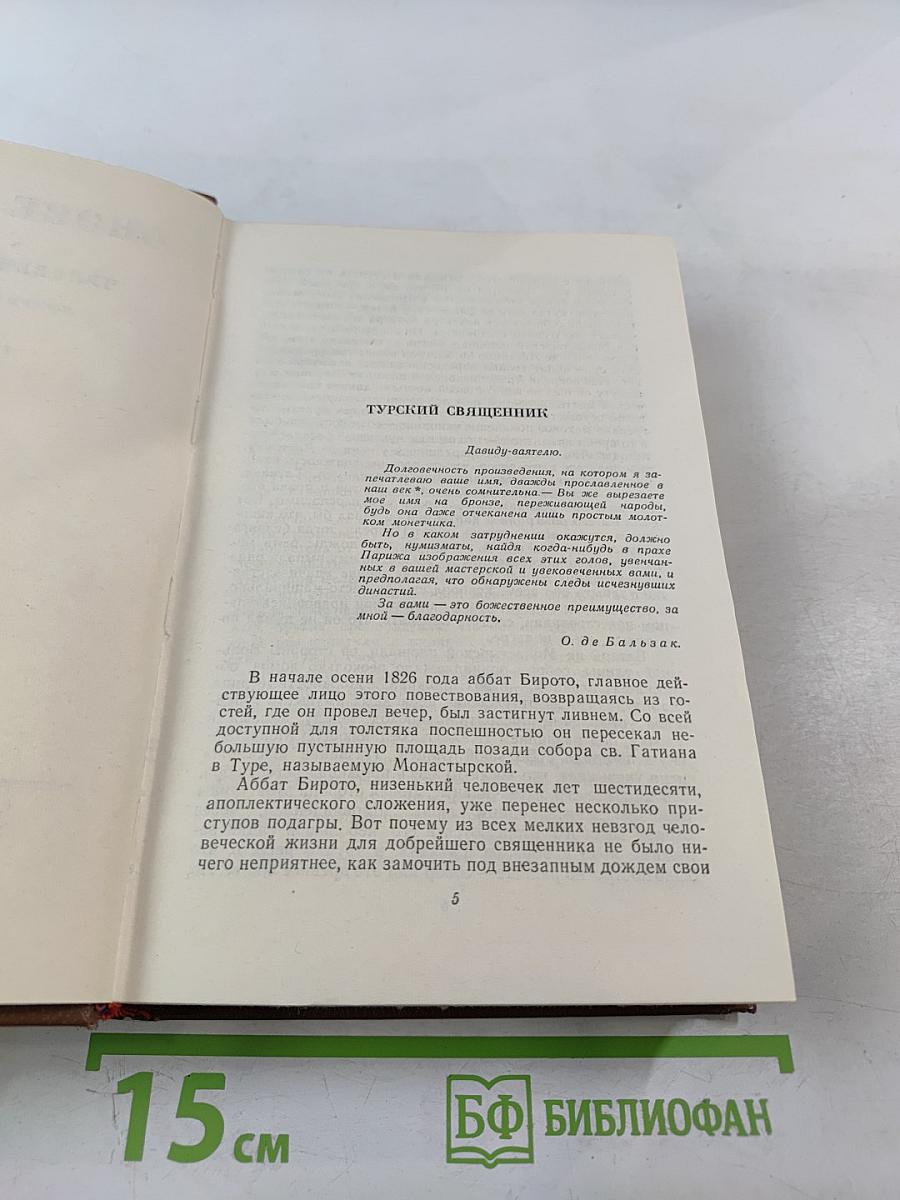 ТУРСКИЙ СВЯЩЕННИК
Давиду-ваятелю.
Долговечность произведения, на котором я за-
печатлеваю ваше имя, дважды прославленное в
наш век*, очень сомнительна.— Вы же вырезаете
мое имя на бронзе, переживающей народы,
будь она даже отчеканена лишь простым молот-
ком монетчика.
Но в каком затруднении окажутся, должно
быть, нумизматы, найдя когда-нибудь в прахе
Парижа изображения всех этих голов, увенчан-
ных в вашей мастерской и увековеченных вами, и
предполагая, что обнаружены следы исчезнувших
династий.
За вами — это божественное преимущество, за
мной — благодарность.
О. де Бальзак.
В начале осени 1826 года аббат Бирото, главное дей-
ствующее лицо этого повествования, возвращаясь из го-
стей, где он провел вечер, был застигнут ливнем. Со всей
доступной для толстяка поспешностью он пересекал не-
большую пустынную площадь позади собора св. Гатиана
в Туре, называемую Монастырской.
Аббат Бирото, низенький человечек лет шестидесяти,
апоплектического сложения, уже перенес несколько при-
ступов подагры. Вот почему из всех мелких невзгод чело-
веческой жизни для добрейшего священника не было ни-
чего неприятнее, как замочить под внезапным дождем свои
5
15 см
БФ БИБЛИОФАН